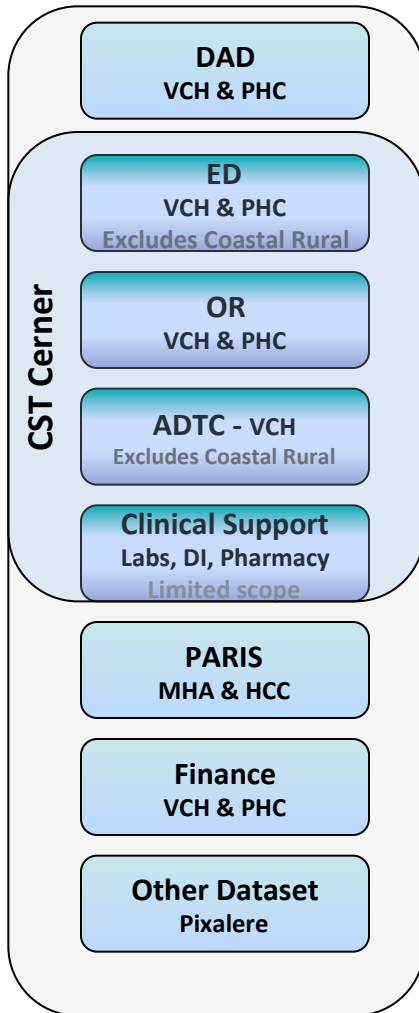 DAD
VCH & PHC
CST Cerner
ED
VCH & PHC
Excludes Coastal Rural
OR
VCH & PHC
ADTC - VCH
Excludes Coastal Rural
Clinical Support
Labs, DI, Pharmacy
Limited scope
PARIS
MHA & HCC
Finance
VCH & PHC
Other Dataset
Pixalere